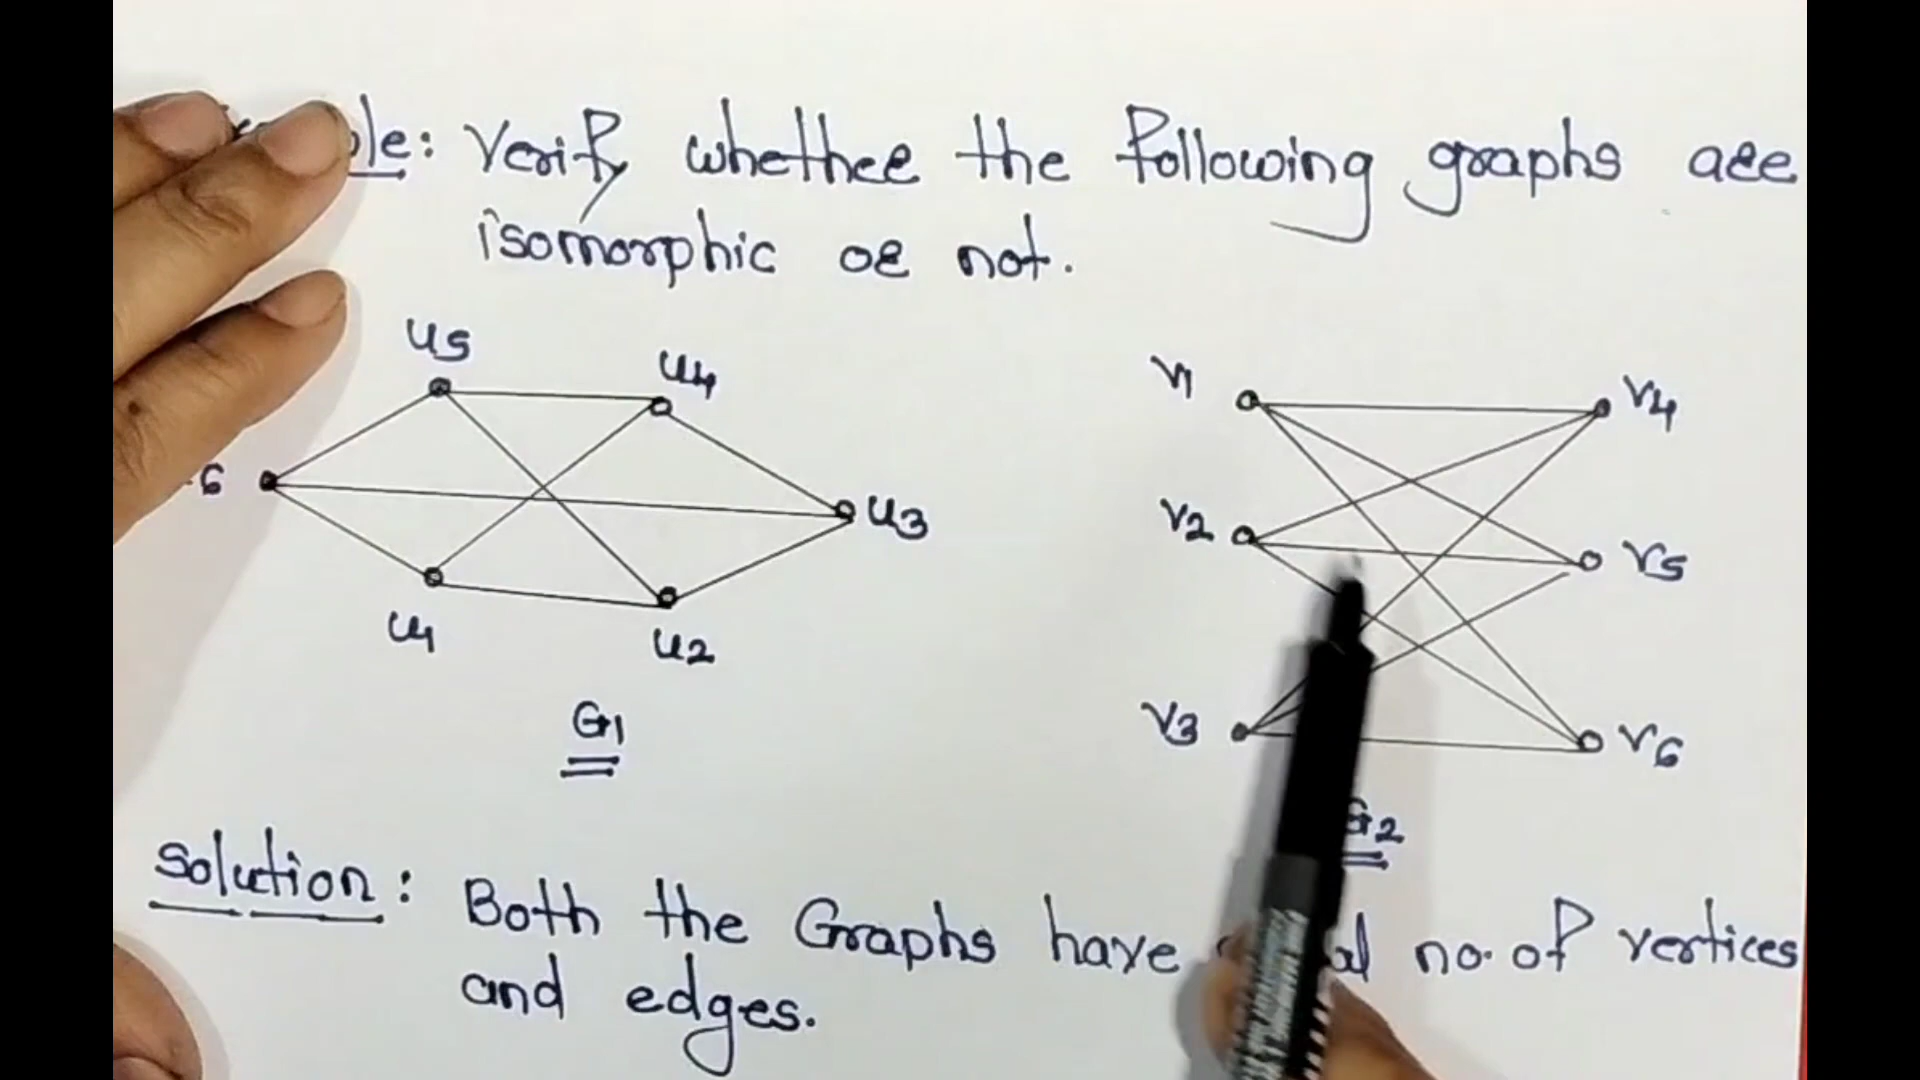 : Verify whether the following graphs are
isomorphic or not.
u5
u4
6
u3
u1
u2
G1
v1
v4
v2
v5
v3
v6
G2
Solution: Both the Graphs have no. of vertices
and edges.